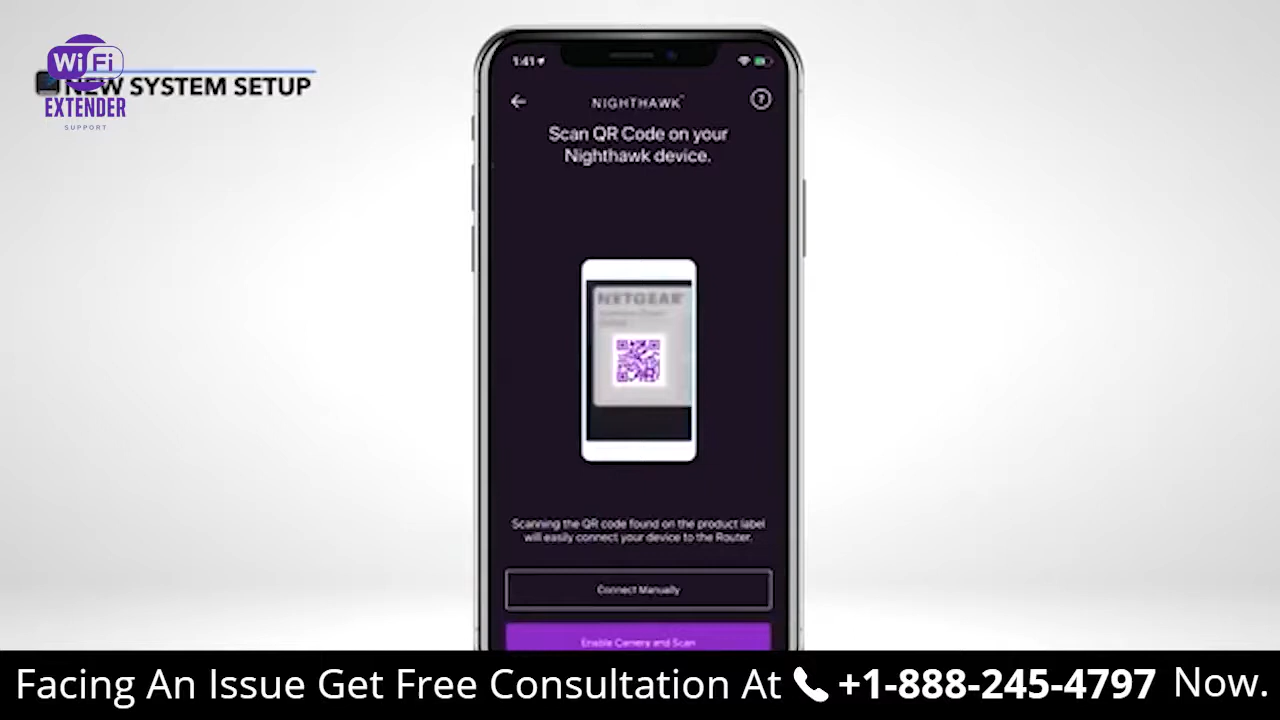 WiFi
NEW SYSTEM SETUP
EXTENDER
SUPPORT
1:41
NIGHTHAWK
?
Scan QR Code on your
Nighthawk device.
NETGEAR
Scanning the QR code found on the product label
will easily connect your device to the Router.
Connect Manually
Enable Camera and Scan
Facing An Issue Get Free Consultation At +1-888-245-4797 Now.